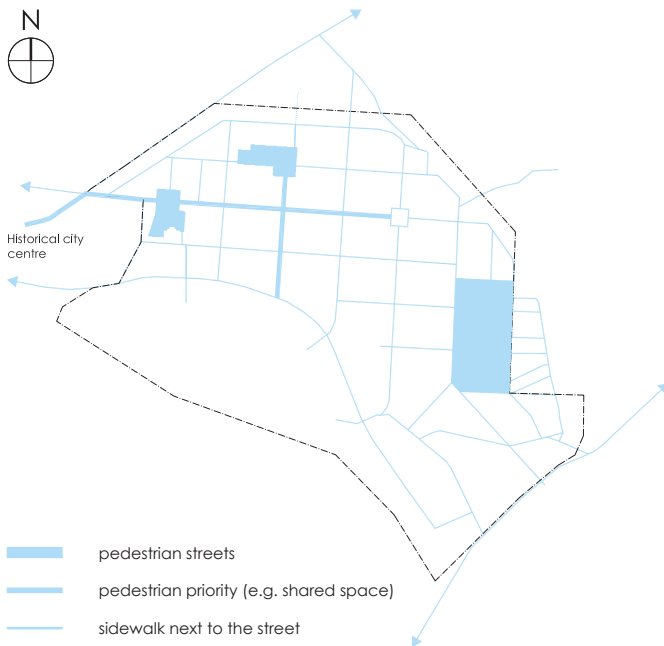 N
Historical city
centre
pedestrian streets
pedestrian priority (e.g. shared space)
sidewalk next to the street